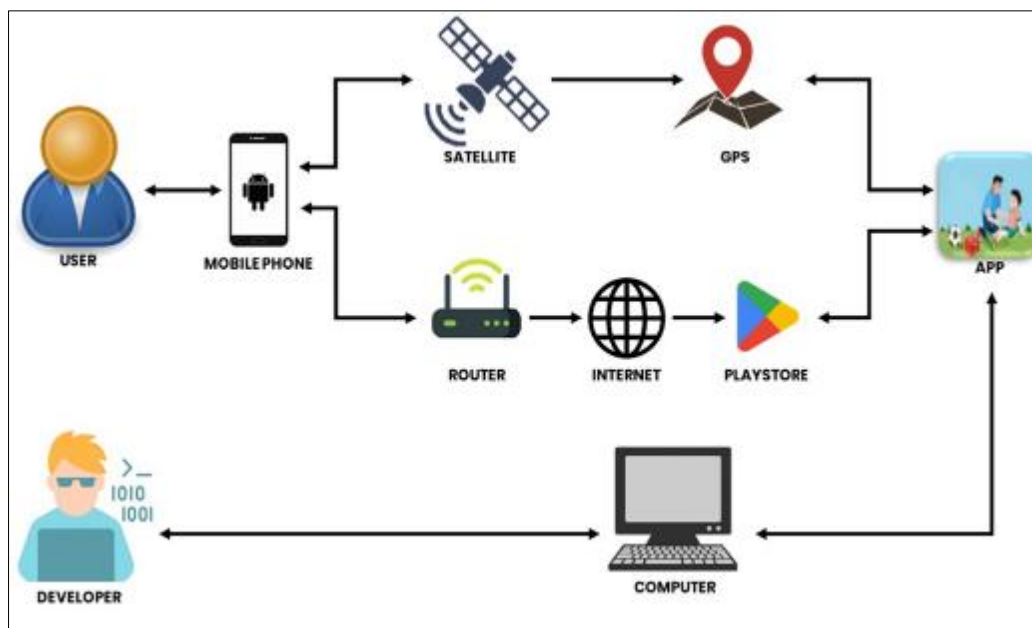 SATELLITE
GPS
USER
MOBILE PHONE
APP
ROUTER
INTERNET
PLAYSTORE
>_
1010
1001
DEVELOPER
COMPUTER